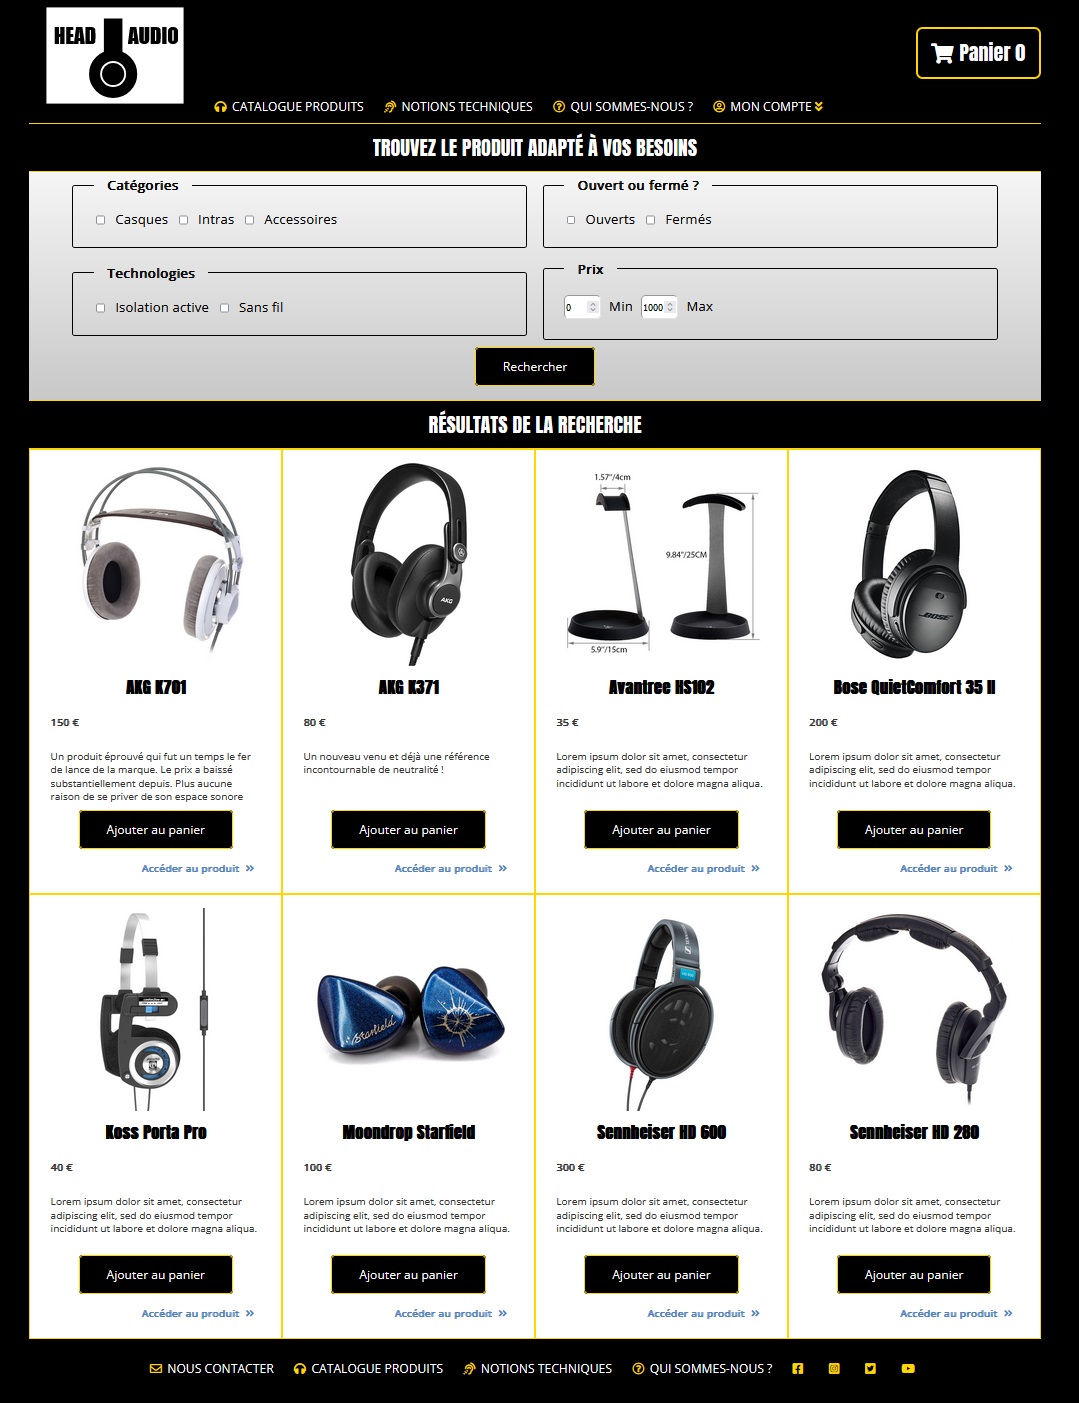 HEAD AUDIO
Panier 0
CATALOGUE PRODUITS NOTIONS TECHNIQUES QUI SOMMES-NOUS ? MON COMPTE
TROUVEZ LE PRODUIT ADAPTÉ À VOS BESOINS
Catégories
Casques Intras Accessoires
Ouvert ou fermé ?
Ouverts Fermés
Technologies
Isolation active Sans fil
Prix
0 Min 1000 Max
Rechercher
RÉSULTATS DE LA RECHERCHE
AKG K701
150 €
Un produit éprouvé qui fut un temps le fer
de lance de la marque. Le prix a baissé
substantiellement depuis. Plus aucune
raison de se priver de son espace sonore
Ajouter au panier
Accéder au produit
AKG
AKG K371
80 €
Un nouveau venu et déjà une référence
incontournable de neutralité !
Ajouter au panier
Accéder au produit
1.57"/4cm
9.84"/25CM
5.9"/15cm
Avantree HS102
35 €
Lorem ipsum dolor sit amet, consectetur
adipiscing elit, sed do eiusmod tempor
incididunt ut labore et dolore magna aliqua.
Ajouter au panier
Accéder au produit
BOSE
Bose QuietComfort 35 II
200 €
Lorem ipsum dolor sit amet, consectetur
adipiscing elit, sed do eiusmod tempor
incididunt ut labore et dolore magna aliqua.
Ajouter au panier
Accéder au produit
Koss Porta Pro
40 €
Lorem ipsum dolor sit amet, consectetur
adipiscing elit, sed do eiusmod tempor
incididunt ut labore et dolore magna aliqua.
Ajouter au panier
Accéder au produit
Starfield
Moondrop Starfield
100 €
Lorem ipsum dolor sit amet, consectetur
adipiscing elit, sed do eiusmod tempor
incididunt ut labore et dolore magna aliqua.
Ajouter au panier
Accéder au produit
Sennheiser HD 600
300 €
Lorem ipsum dolor sit amet, consectetur
adipiscing elit, sed do eiusmod tempor
incididunt ut labore et dolore magna aliqua.
Ajouter au panier
Accéder au produit
Sennheiser HD 280
80 €
Lorem ipsum dolor sit amet, consectetur
adipiscing elit, sed do eiusmod tempor
incididunt ut labore et dolore magna aliqua.
Ajouter au panier
Accéder au produit
NOUS CONTACTER CATALOGUE PRODUITS NOTIONS TECHNIQUES QUI SOMMES-NOUS ?